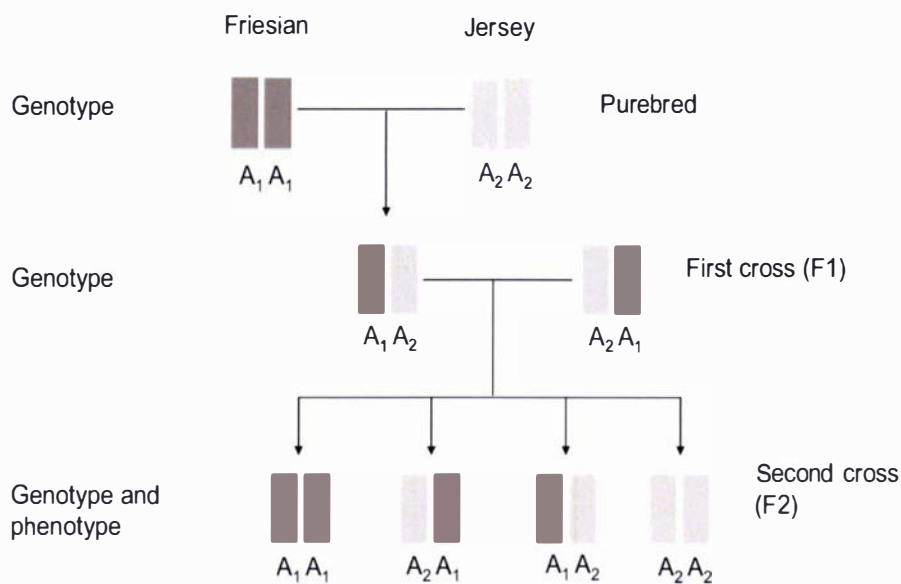 Friesian Jersey
Genotype Purebred
A₁ A₁ A₂ A₂
Genotype First cross (F1)
A₁ A₂ A₂ A₁
Genotype and
phenotype
Second cross
(F2)
A₁ A₁ A₂ A₁ A₁ A₂ A₂ A₂